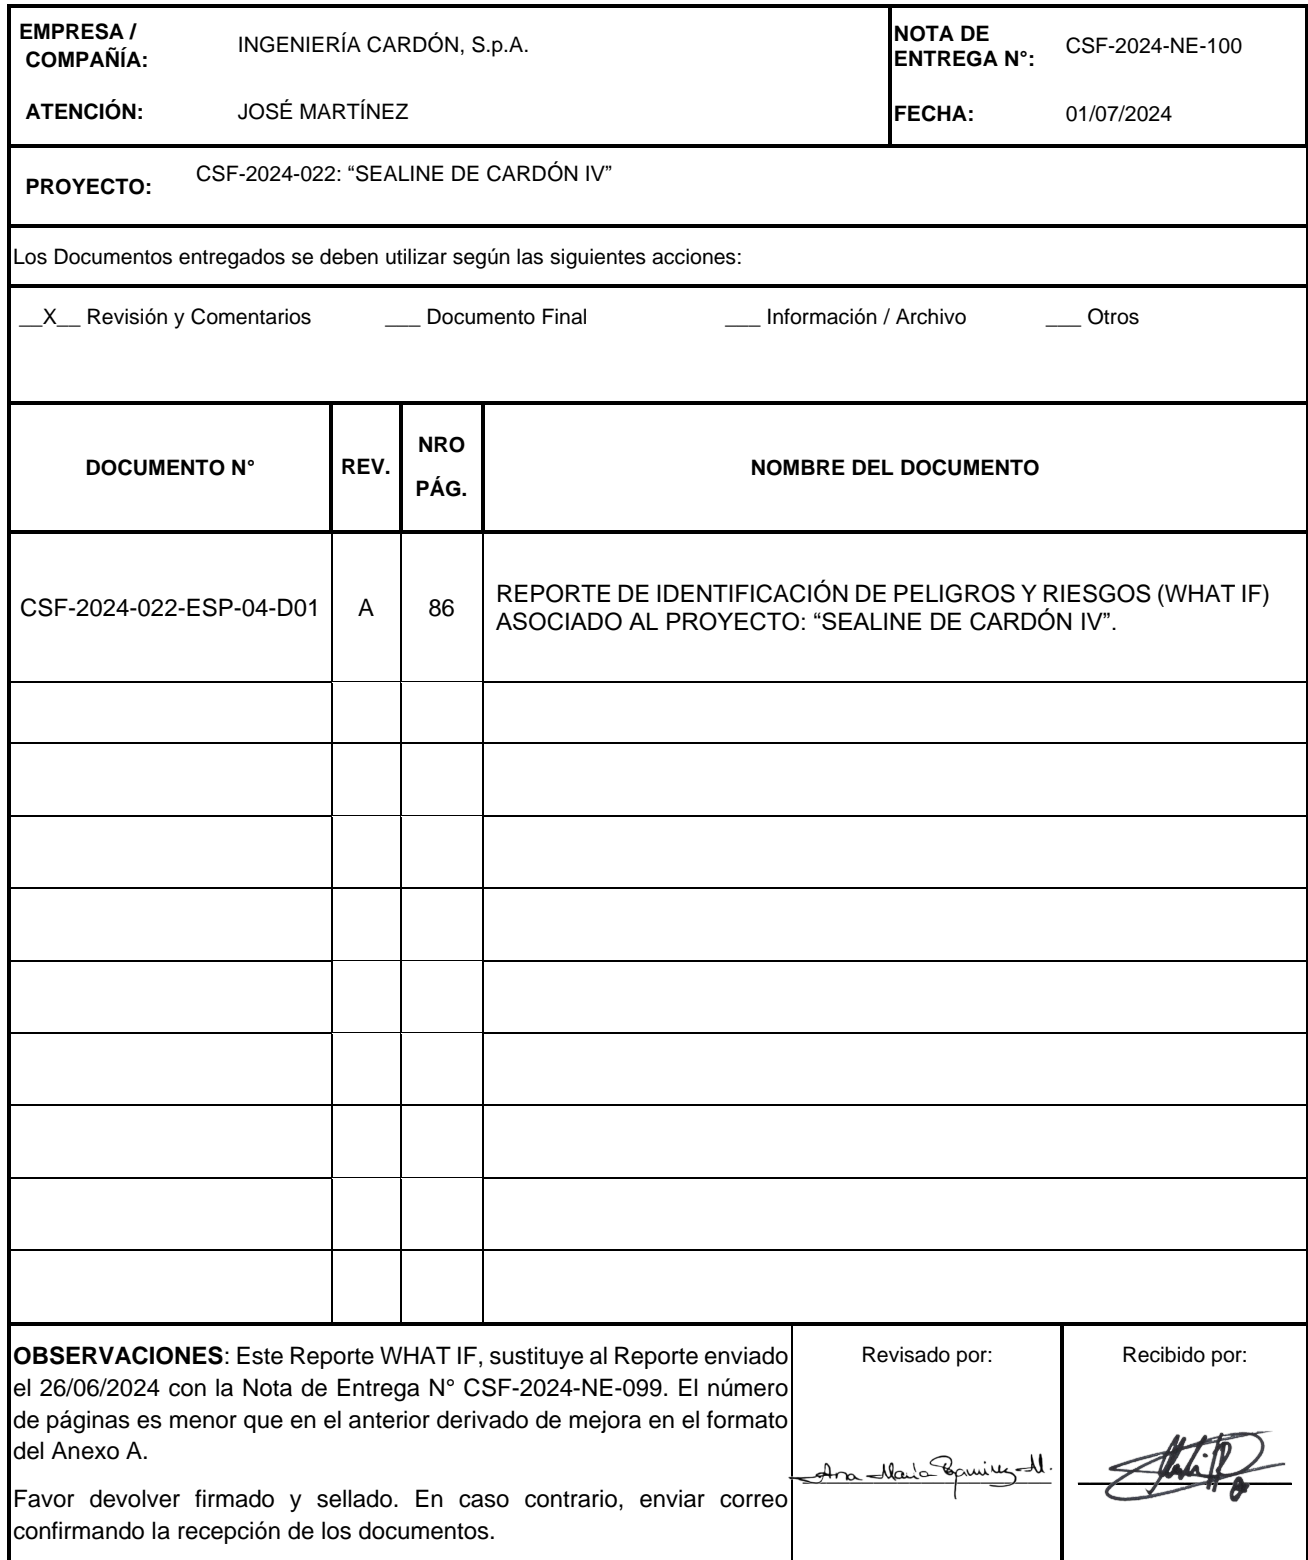 EMPRESA /
COMPAÑÍA:
INGENIERÍA CARDÓN, S.p.A.
NOTA DE
ENTREGA N°:
CSF-2024-NE-100
ATENCIÓN:
JOSÉ MARTÍNEZ
FECHA:
01/07/2024
PROYECTO:
CSF-2024-022: “SEALINE DE CARDÓN IV”
Los Documentos entregados se deben utilizar según las siguientes acciones:
__X__ Revisión y Comentarios ___ Documento Final ___ Información / Archivo ___ Otros
DOCUMENTO N°
REV.
NRO
PÁG.
NOMBRE DEL DOCUMENTO
CSF-2024-022-ESP-04-D01
A
86
REPORTE DE IDENTIFICACIÓN DE PELIGROS Y RIESGOS (WHAT IF)
ASOCIADO AL PROYECTO: “SEALINE DE CARDÓN IV”.
OBSERVACIONES: Este Reporte WHAT IF, sustituye al Reporte enviado
el 26/06/2024 con la Nota de Entrega N° CSF-2024-NE-099. El número
de páginas es menor que en el anterior derivado de mejora en el formato
del Anexo A.
Favor devolver firmado y sellado. En caso contrario, enviar correo
confirmando la recepción de los documentos.
Revisado por:
Ana María Ramírez M.
Recibido por: